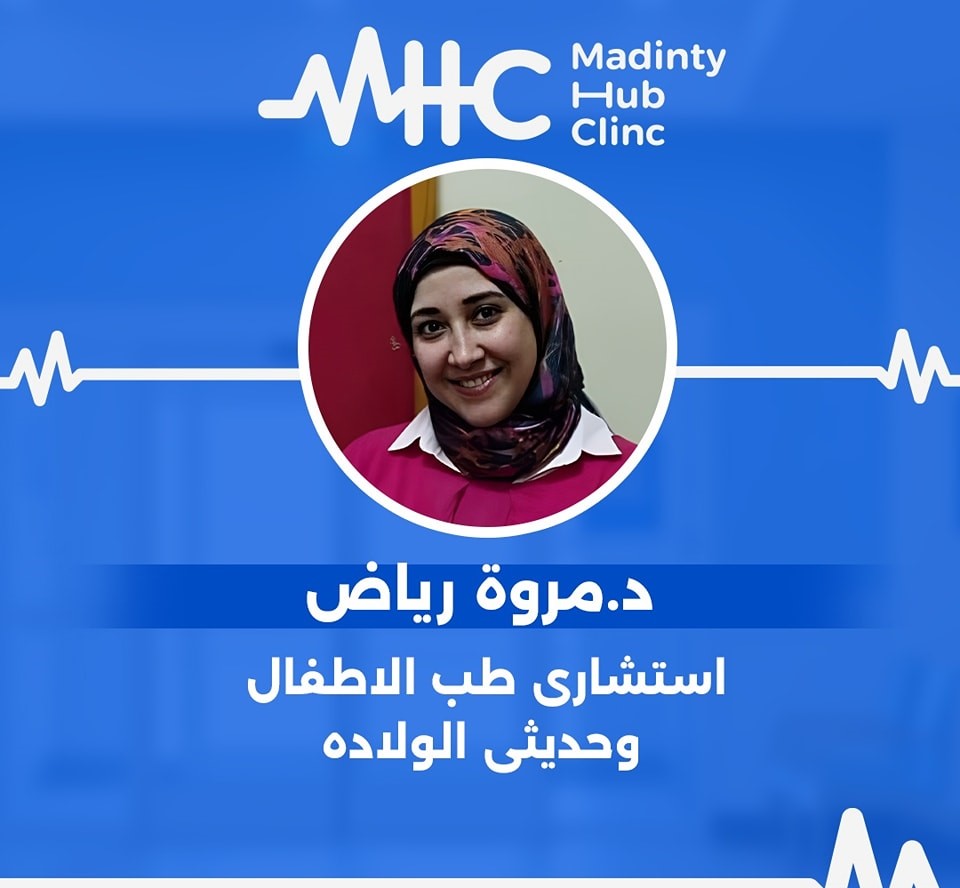 MHC
Madinty
Hub
Clinc
د.مروة رياض
استشارى طب الاطفال
وحديثى الولاده